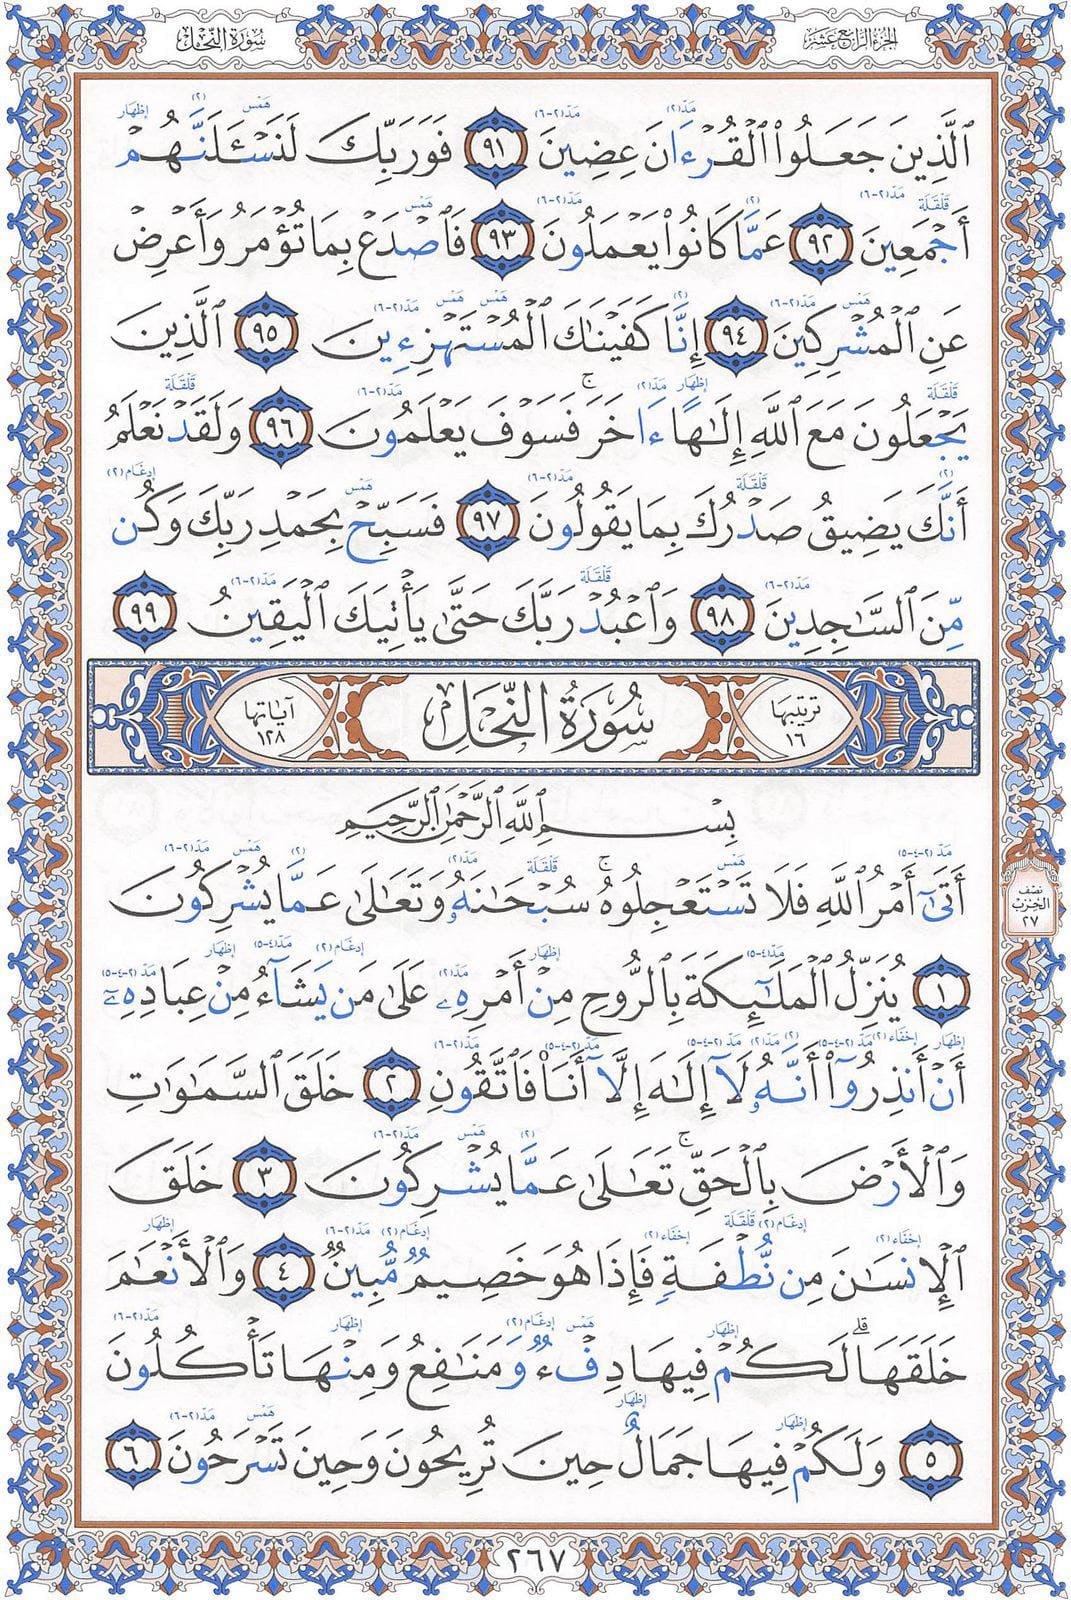 الجزء الرابع عشر
سورة النحل
ٱلَّذِينَ جَعَلُوا۟ ٱلْقُرْءَانَ عِضِينَ ٩١ فَوَرَبِّكَ لَنَسْـَٔلَنَّهُمْ
أَجْمَعِينَ ٩٢ عَمَّا كَانُوا۟ يَعْمَلُونَ ٩٣ فَٱصْدَعْ بِمَا تُؤْمَرُ وَأَعْرِضْ
عَنِ ٱلْمُشْرِكِينَ ٩٤ إِنَّا كَفَيْنَـٰكَ ٱلْمُسْتَهْزِءِينَ ٩٥ ٱلَّذِينَ
يَجْعَلُونَ مَعَ ٱللَّهِ إِلَـٰهًا ءَاخَرَ ۚ فَسَوْفَ يَعْلَمُونَ ٩٦ وَلَقَدْ نَعْلَمُ
أَنَّكَ يَضِيقُ صَدْرُكَ بِمَا يَقُولُونَ ٩٧ فَسَبِّحْ بِحَمْدِ رَبِّكَ وَكُن
مِّنَ ٱلسَّـٰجِدِينَ ٩٨ وَٱعْبُدْ رَبَّكَ حَتَّىٰ يَأْتِيَكَ ٱلْيَقِينُ ٩٩
ترتيبها ١٦ سُورَةُ النَّحْل آياتها ١٢٨
بِسْمِ ٱللَّهِ ٱلرَّحْمَـٰنِ ٱلرَّحِيمِ
أَتَىٰٓ أَمْرُ ٱللَّهِ فَلَا تَسْتَعْجِلُوهُ ۚ سُبْحَـٰنَهُۥ وَتَعَـٰلَىٰ عَمَّا يُشْرِكُونَ
١ يُنَزِّلُ ٱلْمَلَـٰٓئِكَةَ بِٱلرُّوحِ مِنْ أَمْرِهِۦ عَلَىٰ مَن يَشَآءُ مِنْ عِبَادِهِۦٓ
أَنْ أَنذِرُوٓا۟ أَنَّهُۥ لَآ إِلَـٰهَ إِلَّآ أَنَا۠ فَٱتَّقُونِ ٢ خَلَقَ ٱلسَّمَـٰوَٰتِ
وَٱلْأَرْضَ بِٱلْحَقِّ ۚ تَعَـٰلَىٰ عَمَّا يُشْرِكُونَ ٣ خَلَقَ
ٱلْإِنسَـٰنَ مِن نُّطْفَةٍ فَإِذَا هُوَ خَصِيمٌ مُّبِينٌ ٤ وَٱلْأَنْعَـٰمَ
خَلَقَهَا ۗ لَكُمْ فِيهَا دِفْءٌ وَمَنَـٰفِعُ وَمِنْهَا تَأْكُلُونَ
٥ وَلَكُمْ فِيهَا جَمَالٌ حِينَ تُرِيحُونَ وَحِينَ تَسْرَحُونَ ٦
نصف
الحزب
٢٧
٢٦٧